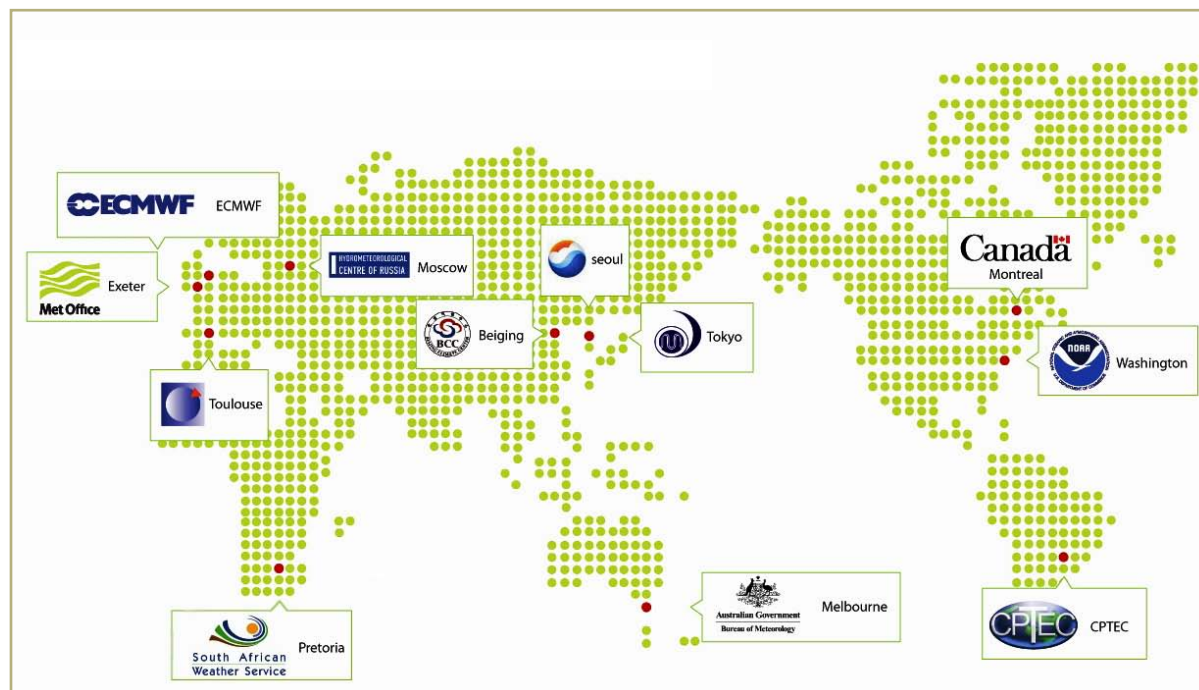 ECMWF ECMWF
Met Office Exeter
HYDROMETEOROLOGICAL
CENTRE OF RUSSIA
Moscow
seoul
Canada
Montreal
BCC
Beiging
Tokyo
NOAA
Washington
Toulouse
South African
Weather Service
Pretoria
Australian Government
Bureau of Meteorology
Melbourne
CPTEC CPTEC